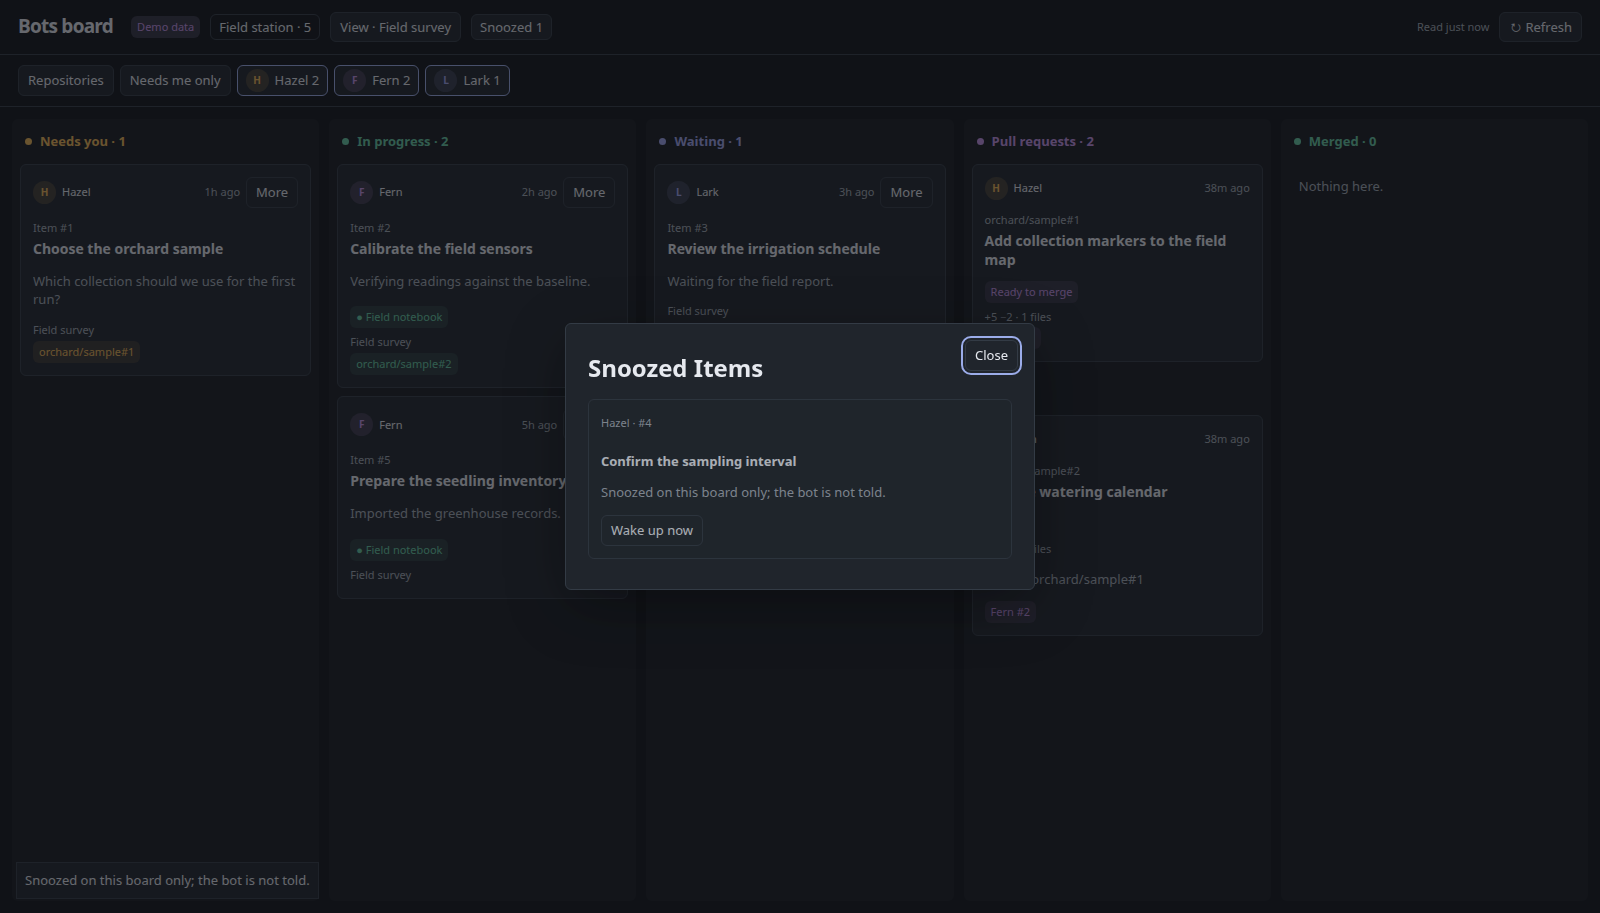 Bots board
Demo data
Field station · 5
View · Field survey
Snoozed 1
Read just now
↻ Refresh
Repositories
Needs me only
H Hazel 2
F Fern 2
L Lark 1
Needs you · 1
H Hazel
1h ago
More
Item #1
Choose the orchard sample
Which collection should we use for the first
run?
Field survey
orchard/sample#1
In progress · 2
F Fern
2h ago
More
Item #2
Calibrate the field sensors
Verifying readings against the baseline.
Field notebook
Field survey
orchard/sample#2
F Fern
5h ago
Item #5
Prepare the seedling inventory
Imported the greenhouse records.
Field notebook
Field survey
Waiting · 1
L Lark
3h ago
More
Item #3
Review the irrigation schedule
Waiting for the field report.
Field survey
Pull requests · 2
H Hazel
38m ago
orchard/sample#1
Add collection markers to the field
map
Ready to merge
+5 −2 · 1 files
38m ago
watering calendar
orchard/sample#1
Fern #2
Merged · 0
Nothing here.
Snoozed Items
Close
Hazel · #4
Confirm the sampling interval
Snoozed on this board only; the bot is not told.
Wake up now
Snoozed on this board only; the bot is not told.